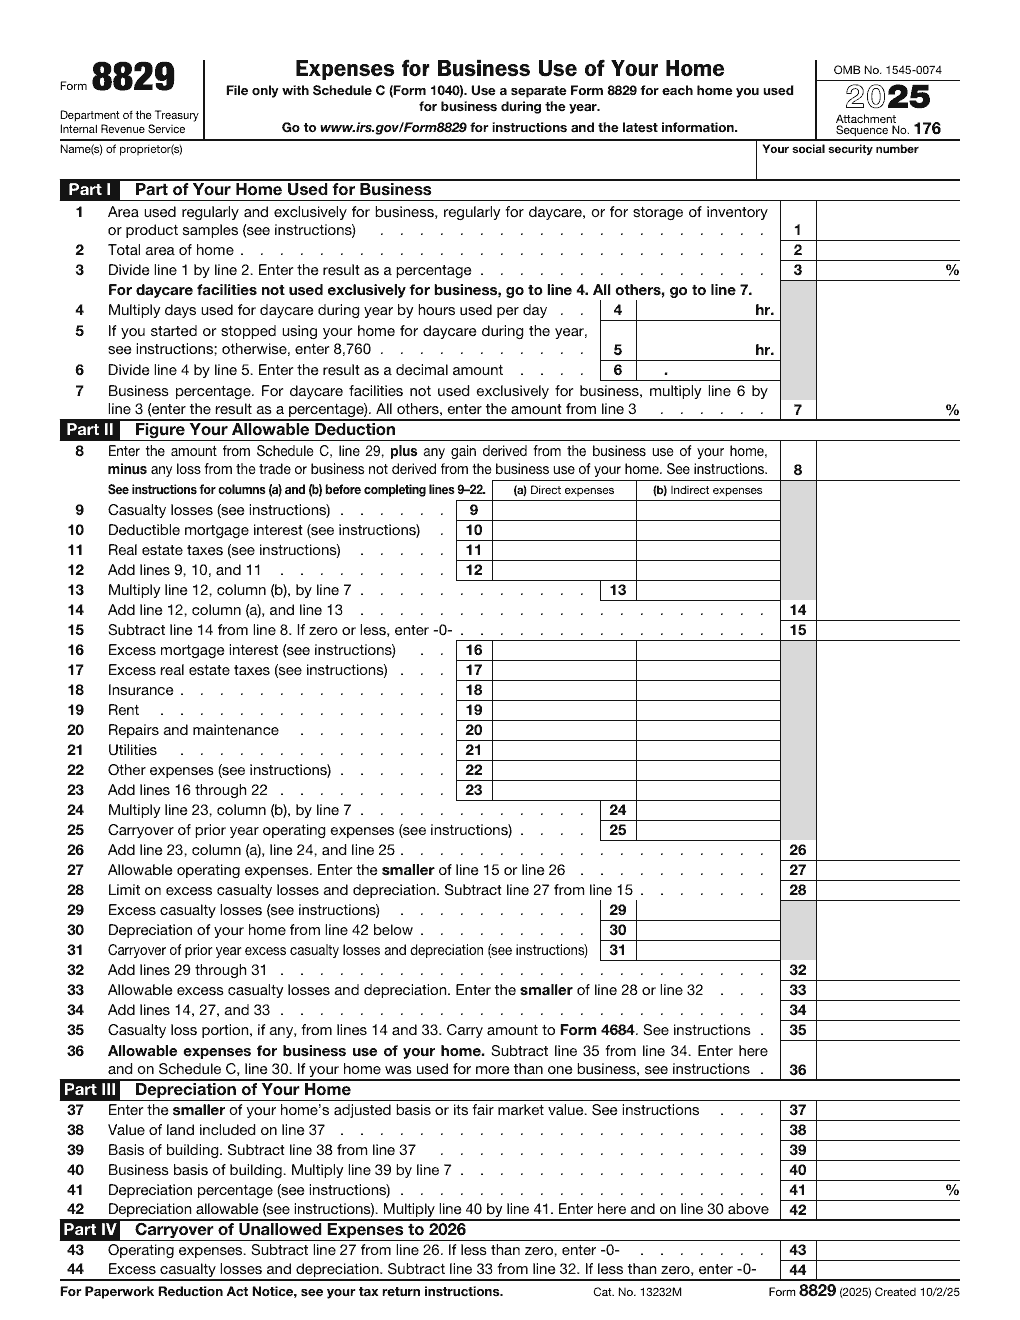 Form 8829
Department of the Treasury
Internal Revenue Service
Expenses for Business Use of Your Home
File only with Schedule C (Form 1040). Use a separate Form 8829 for each home you used
for business during the year.
Go to www.irs.gov/Form8829 for instructions and the latest information.
OMB No. 1545-0074
2025
Attachment
Sequence No. 176
Name(s) of proprietor(s)
Your social security number
Part I Part of Your Home Used for Business
1 Area used regularly and exclusively for business, regularly for daycare, or for storage of inventory
or product samples (see instructions) . . . . . . . . . . . . . . . . . . . . 1
2 Total area of home . . . . . . . . . . . . . . . . . . . . . . . . . . . 2
3 Divide line 1 by line 2. Enter the result as a percentage . . . . . . . . . . . . . . . 3 %
For daycare facilities not used exclusively for business, go to line 4. All others, go to line 7.
4 Multiply days used for daycare during year by hours used per day . . 4 hr.
5 If you started or stopped using your home for daycare during the year,
see instructions; otherwise, enter 8,760 . . . . . . . . . . . 5 hr.
6 Divide line 4 by line 5. Enter the result as a decimal amount . . . . 6 .
7 Business percentage. For daycare facilities not used exclusively for business, multiply line 6 by
line 3 (enter the result as a percentage). All others, enter the amount from line 3 . . . . . . 7 %
Part II Figure Your Allowable Deduction
8 Enter the amount from Schedule C, line 29, plus any gain derived from the business use of your home,
minus any loss from the trade or business not derived from the business use of your home. See instructions. 8
See instructions for columns (a) and (b) before completing lines 9–22. (a) Direct expenses (b) Indirect expenses
9 Casualty losses (see instructions) . . . . . . 9
10 Deductible mortgage interest (see instructions) . 10
11 Real estate taxes (see instructions) . . . . . 11
12 Add lines 9, 10, and 11 . . . . . . . . . 12
13 Multiply line 12, column (b), by line 7 . . . . . . . . . . . . 13
14 Add line 12, column (a), and line 13 . . . . . . . . . . . . . . . . . . . . . 14
15 Subtract line 14 from line 8. If zero or less, enter -0- . . . . . . . . . . . . . . . . 15
16 Excess mortgage interest (see instructions) . . 16
17 Excess real estate taxes (see instructions) . . . 17
18 Insurance . . . . . . . . . . . . . . 18
19 Rent . . . . . . . . . . . . . . . 19
20 Repairs and maintenance . . . . . . . . 20
21 Utilities . . . . . . . . . . . . . . 21
22 Other expenses (see instructions) . . . . . . 22
23 Add lines 16 through 22 . . . . . . . . . 23
24 Multiply line 23, column (b), by line 7 . . . . . . . . . . . . 24
25 Carryover of prior year operating expenses (see instructions) . . . . 25
26 Add line 23, column (a), line 24, and line 25 . . . . . . . . . . . . . . . . . . . 26
27 Allowable operating expenses. Enter the smaller of line 15 or line 26 . . . . . . . . . . 27
28 Limit on excess casualty losses and depreciation. Subtract line 27 from line 15 . . . . . . . 28
29 Excess casualty losses (see instructions) . . . . . . . . . . 29
30 Depreciation of your home from line 42 below . . . . . . . . . 30
31 Carryover of prior year excess casualty losses and depreciation (see instructions) 31
32 Add lines 29 through 31 . . . . . . . . . . . . . . . . . . . . . . . . . 32
33 Allowable excess casualty losses and depreciation. Enter the smaller of line 28 or line 32 . . . 33
34 Add lines 14, 27, and 33 . . . . . . . . . . . . . . . . . . . . . . . . . 34
35 Casualty loss portion, if any, from lines 14 and 33. Carry amount to Form 4684. See instructions . 35
36 Allowable expenses for business use of your home. Subtract line 35 from line 34. Enter here
and on Schedule C, line 30. If your home was used for more than one business, see instructions . 36
Part III Depreciation of Your Home
37 Enter the smaller of your home’s adjusted basis or its fair market value. See instructions . . . 37
38 Value of land included on line 37 . . . . . . . . . . . . . . . . . . . . . . 38
39 Basis of building. Subtract line 38 from line 37 . . . . . . . . . . . . . . . . . 39
40 Business basis of building. Multiply line 39 by line 7 . . . . . . . . . . . . . . . . 40
41 Depreciation percentage (see instructions) . . . . . . . . . . . . . . . . . . . 41 %
42 Depreciation allowable (see instructions). Multiply line 40 by line 41. Enter here and on line 30 above 42
Part IV Carryover of Unallowed Expenses to 2026
43 Operating expenses. Subtract line 27 from line 26. If less than zero, enter -0- . . . . . . . 43
44 Excess casualty losses and depreciation. Subtract line 33 from line 32. If less than zero, enter -0- 44
For Paperwork Reduction Act Notice, see your tax return instructions. Cat. No. 13232M Form 8829 (2025) Created 10/2/25